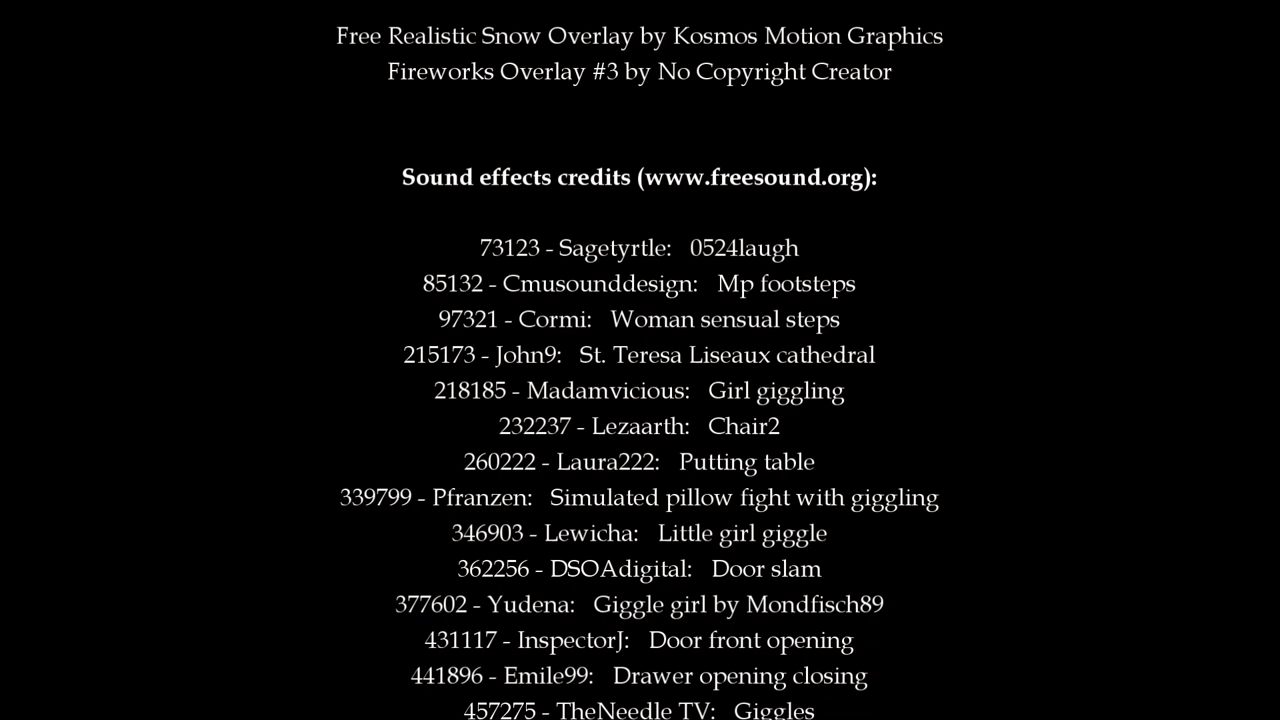 Free Realistic Snow Overlay by Kosmos Motion Graphics
Fireworks Overlay #3 by No Copyright Creator
Sound effects credits (www.freesound.org):
73123 - Sagetyrtle: 0524laugh
85132 - Cmusounddesign: Mp footsteps
97321 - Cormi: Woman sensual steps
215173 - John9: St. Teresa Liseaux cathedral
218185 - Madamvicious: Girl giggling
232237 - Lezaarth: Chair2
260222 - Laura222: Putting table
339799 - Pfranzen: Simulated pillow fight with giggling
346903 - Lewicha: Little girl giggle
362256 - DSOAdigital: Door slam
377602 - Yudena: Giggle girl by Mondfisch89
431117 - InspectorJ: Door front opening
441896 - Emile99: Drawer opening closing
457275 - TheNeedle TV: Giggles